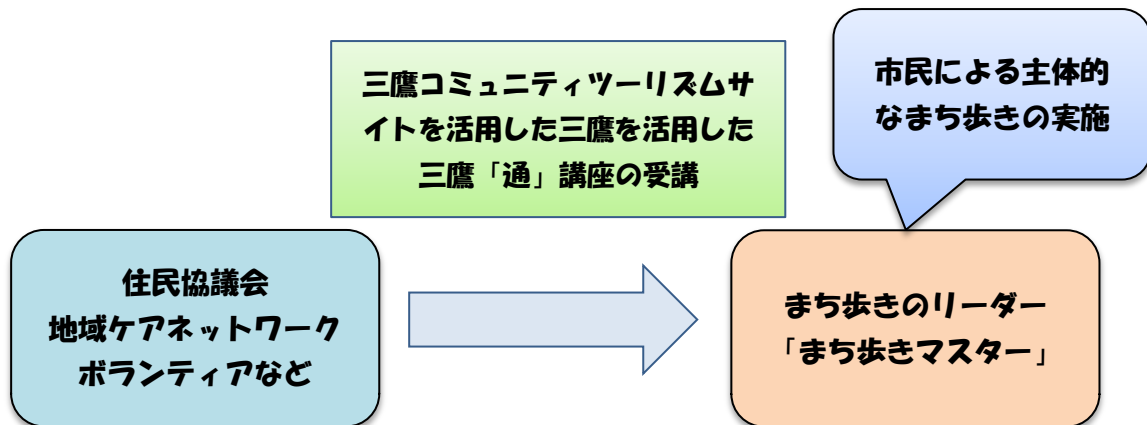 三鷹コミュニティツーリズムサ
イトを活用した三鷹を活用した
三鷹「通」講座の受講
市民による主体的
なまち歩きの実施
住民協議会
地域ケアネットワーク
ボランティアなど
まち歩きのリーダー
「まち歩きマスター」